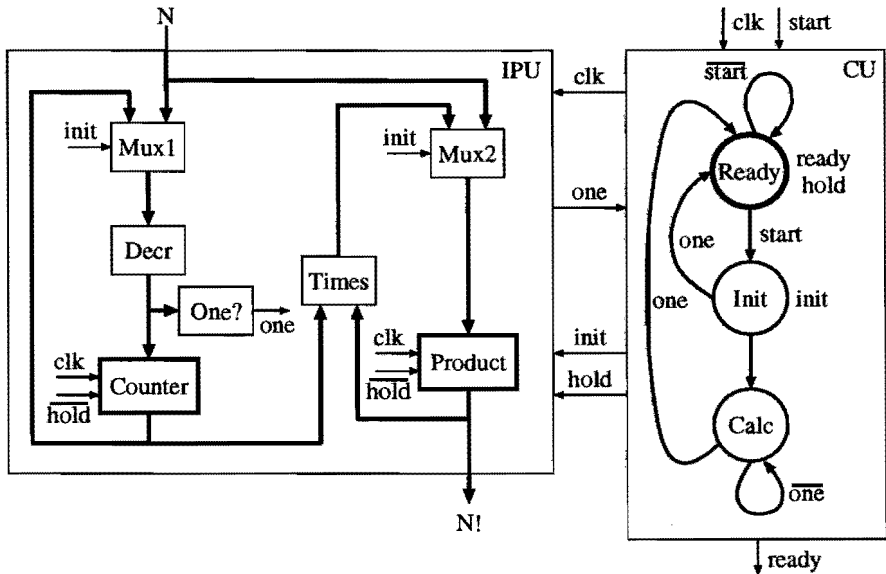 N
IPU
init
Mux1
init
Mux2
Decr
Times
One?
one
clk
hold
Counter
clk
hold
Product
N!
clk
one
init
hold
clk
start
CU
start
Ready
ready
hold
one
start
one
Init
init
Calc
one
ready